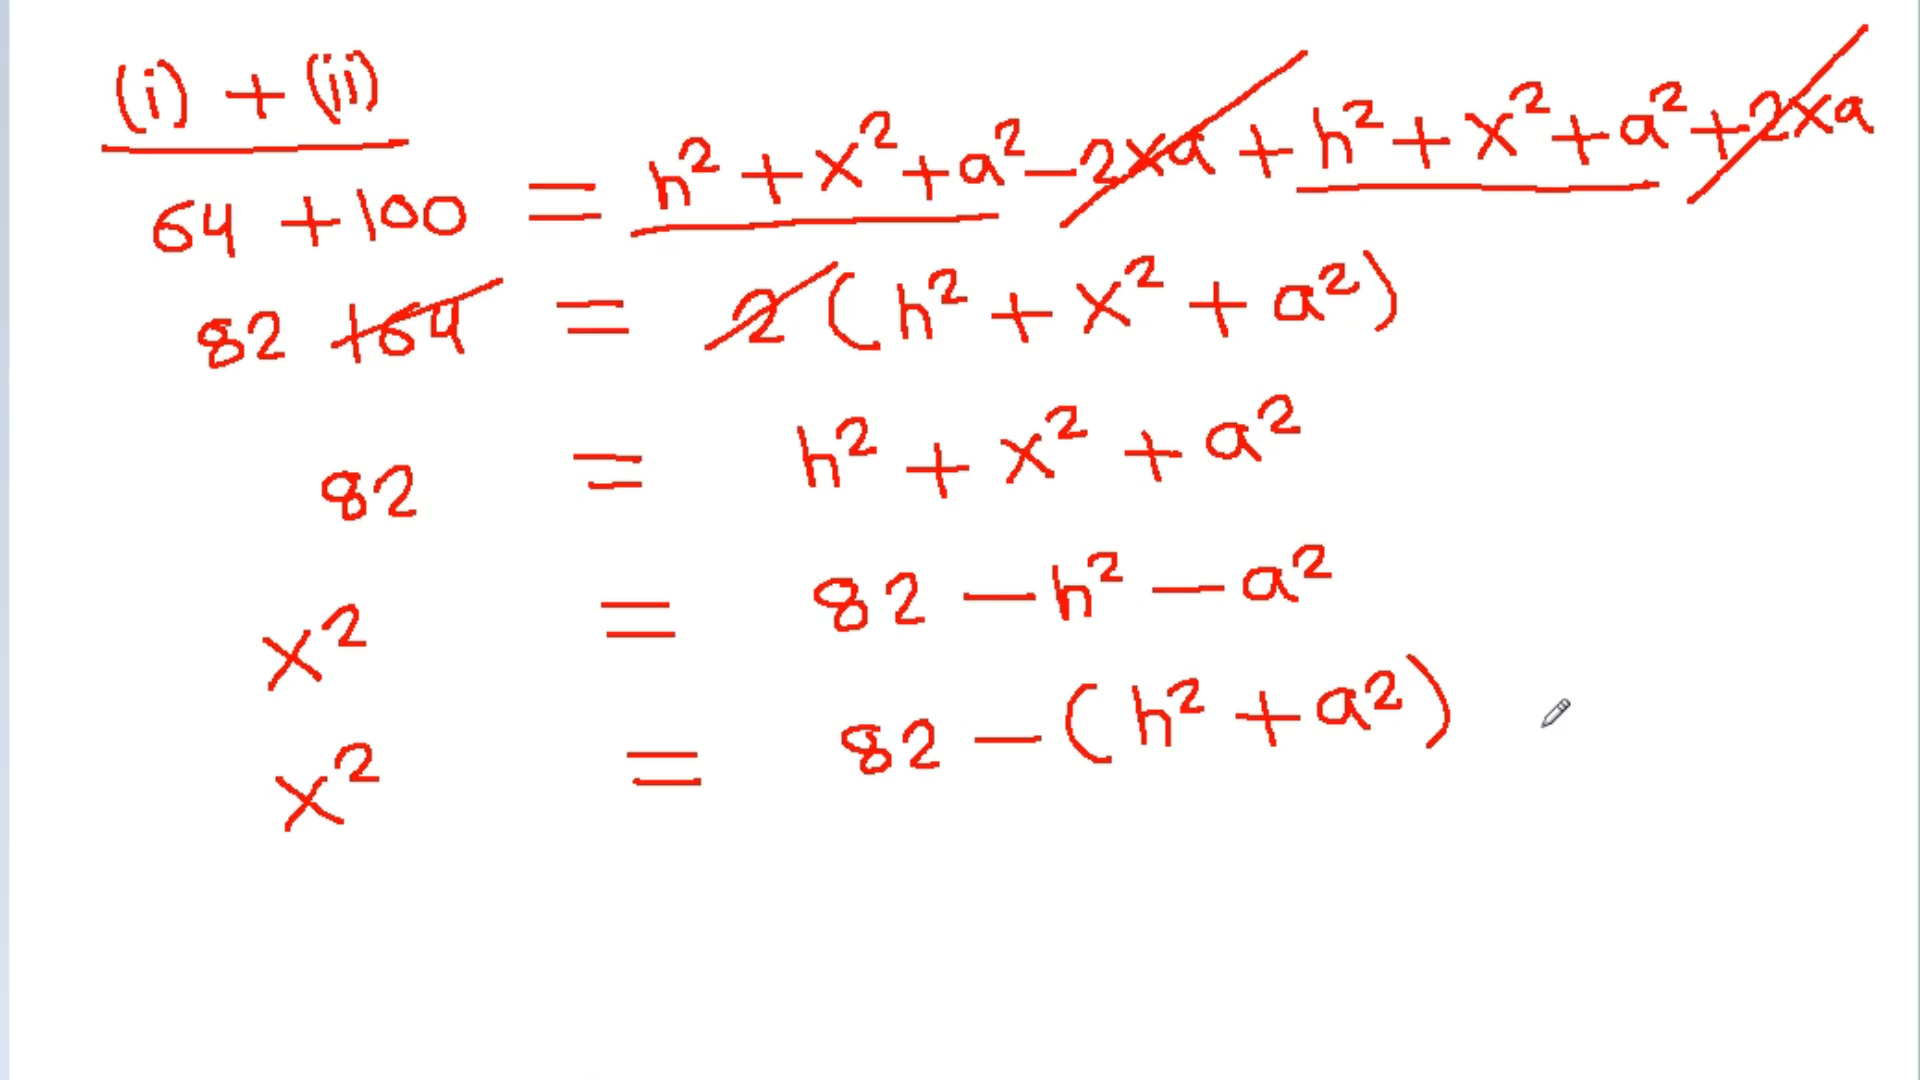 (i) + (ii)
64 + 100 = h² + x² + a² - 2xa + h² + x² + a² + 2xa
82 164 = 2 (h² + x² + a²)
82 = h² + x² + a²
x² = 82 - h² - a²
x² = 82 - (h² + a²)